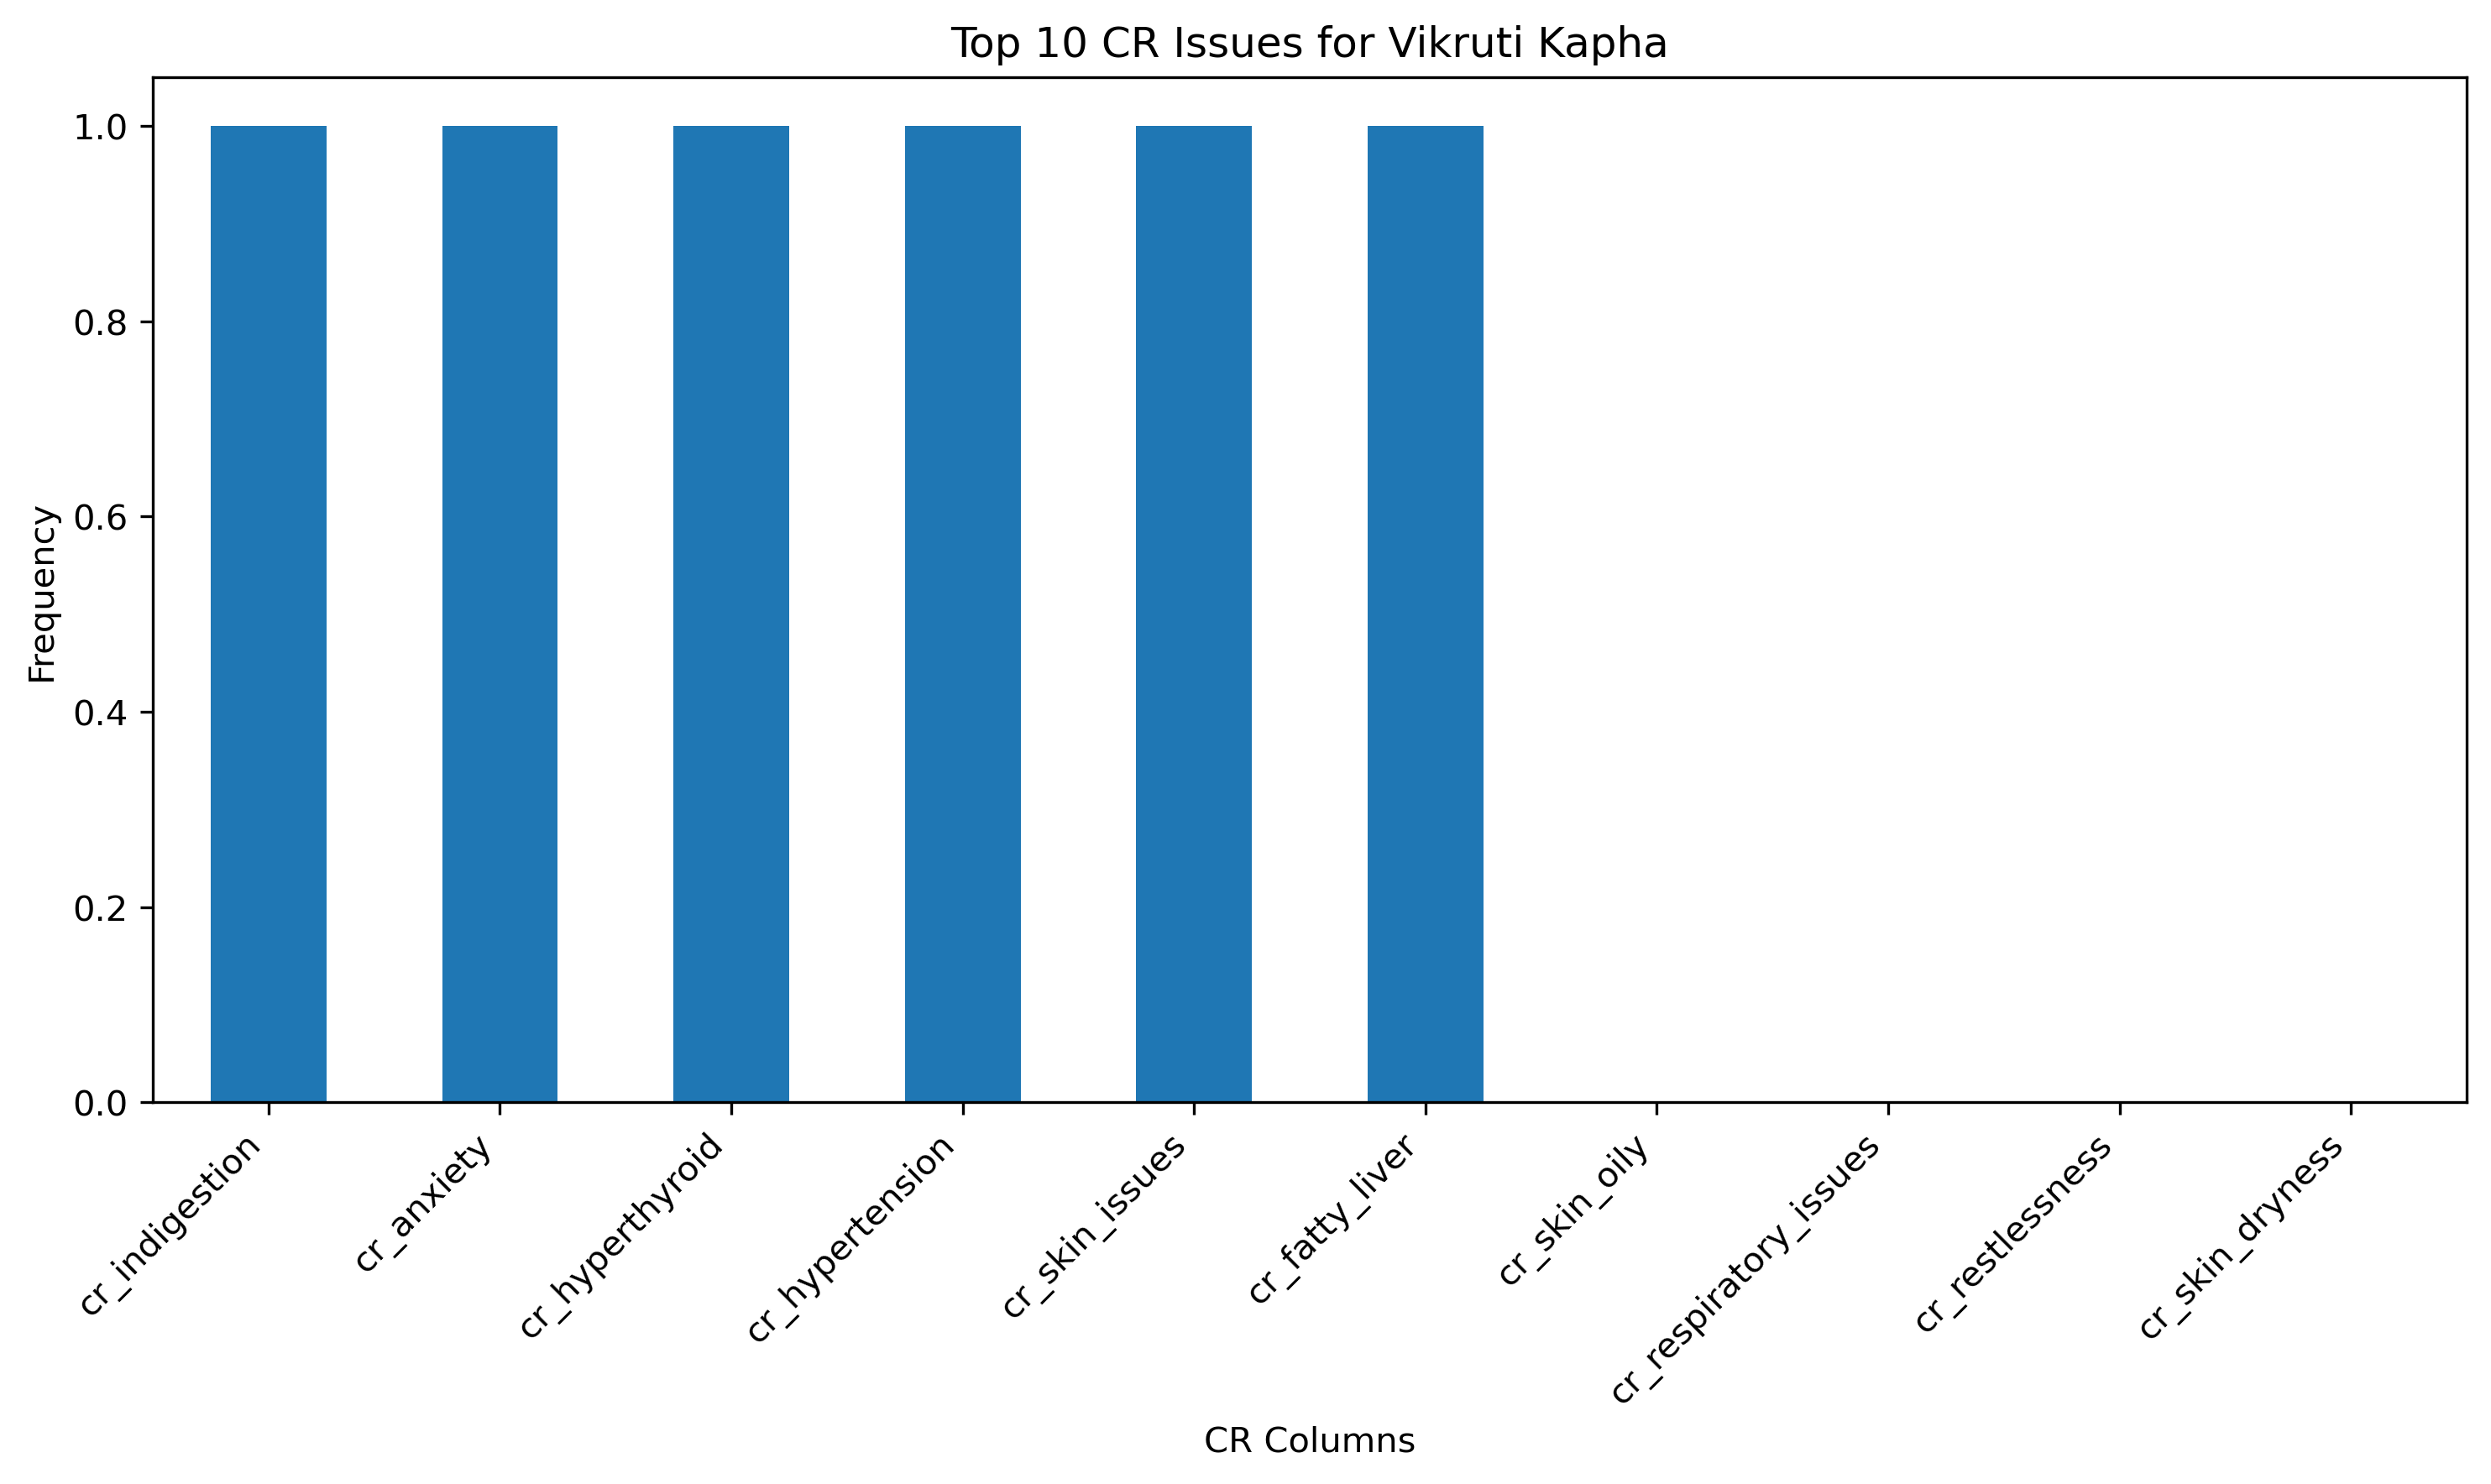 Top 10 CR Issues for Vikruti Kapha
Frequency
1.0
0.8
0.6
0.4
0.2
0.0
cr_indigestion
cr_anxiety
cr_hyperthyroid
cr_hypertension
cr_skin_issues
cr_fatty_liver
cr_skin_oily
cr_respiratory_issues
cr_restlessness
cr_skin_dryness
CR Columns